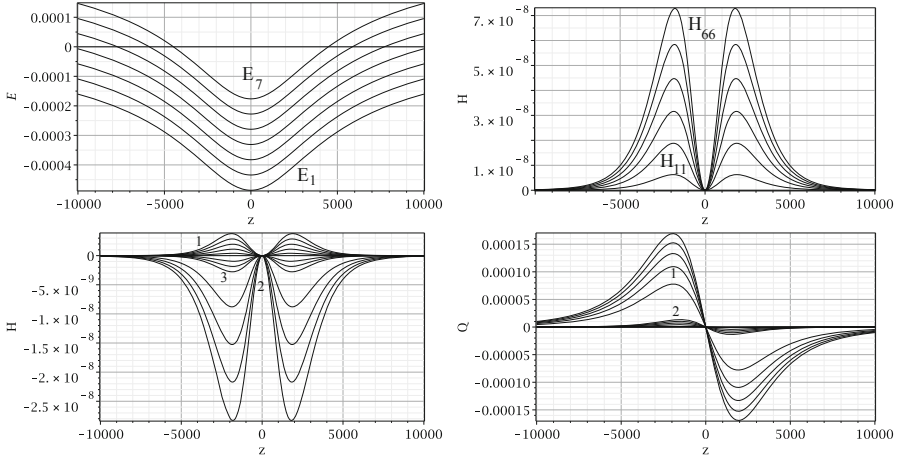 0.0001
0
-0.0001
-0.0002
-0.0003
-0.0004
E
E7
E1
-10000 -5000 0 5000 10000
z
7. × 10 -8
5. × 10 -8
3. × 10 -8
1. × 10 -8
0
H
H66
H11
-5000 0 5000 10000
z
0
-5. × 10 -9
-1. × 10 -8
-1.5 × 10 -8
-2. × 10 -8
-2.5 × 10 -8
H
1
3
2
-10000 -5000 0 5000 10000
z
0.00015
0.00010
0.00005
0
-0.00005
-0.00010
-0.00015
Q
1
2
-10000 -5000 0 5000 10000
z